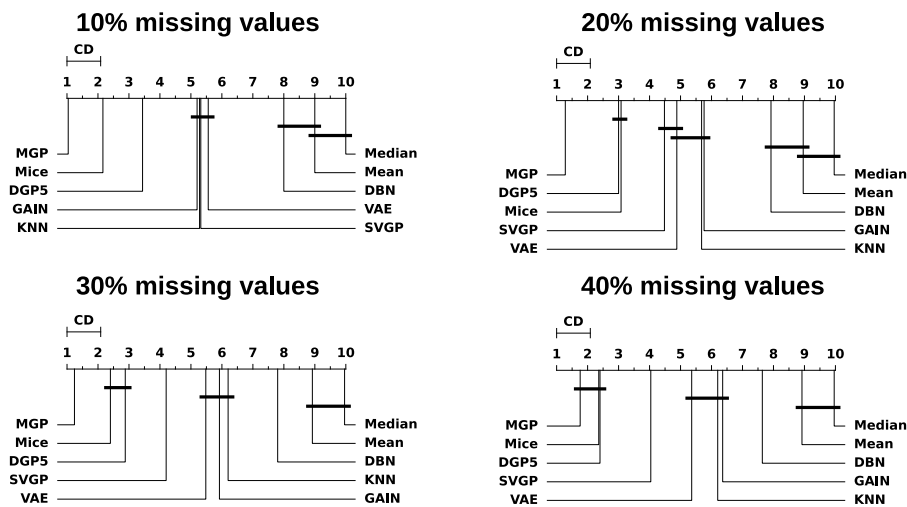 10% missing values
CD
1 2 3 4 5 6 7 8 9 10
MGP Median
Mice Mean
DGP5 DBN
GAIN VAE
KNN SVGP
20% missing values
CD
1 2 3 4 5 6 7 8 9 10
MGP Median
DGP5 Mean
Mice DBN
SVGP GAIN
VAE KNN
30% missing values
CD
1 2 3 4 5 6 7 8 9 10
MGP Median
Mice Mean
DGP5 DBN
SVGP KNN
VAE GAIN
40% missing values
CD
1 2 3 4 5 6 7 8 9 10
MGP Median
Mice Mean
DGP5 DBN
SVGP GAIN
VAE KNN